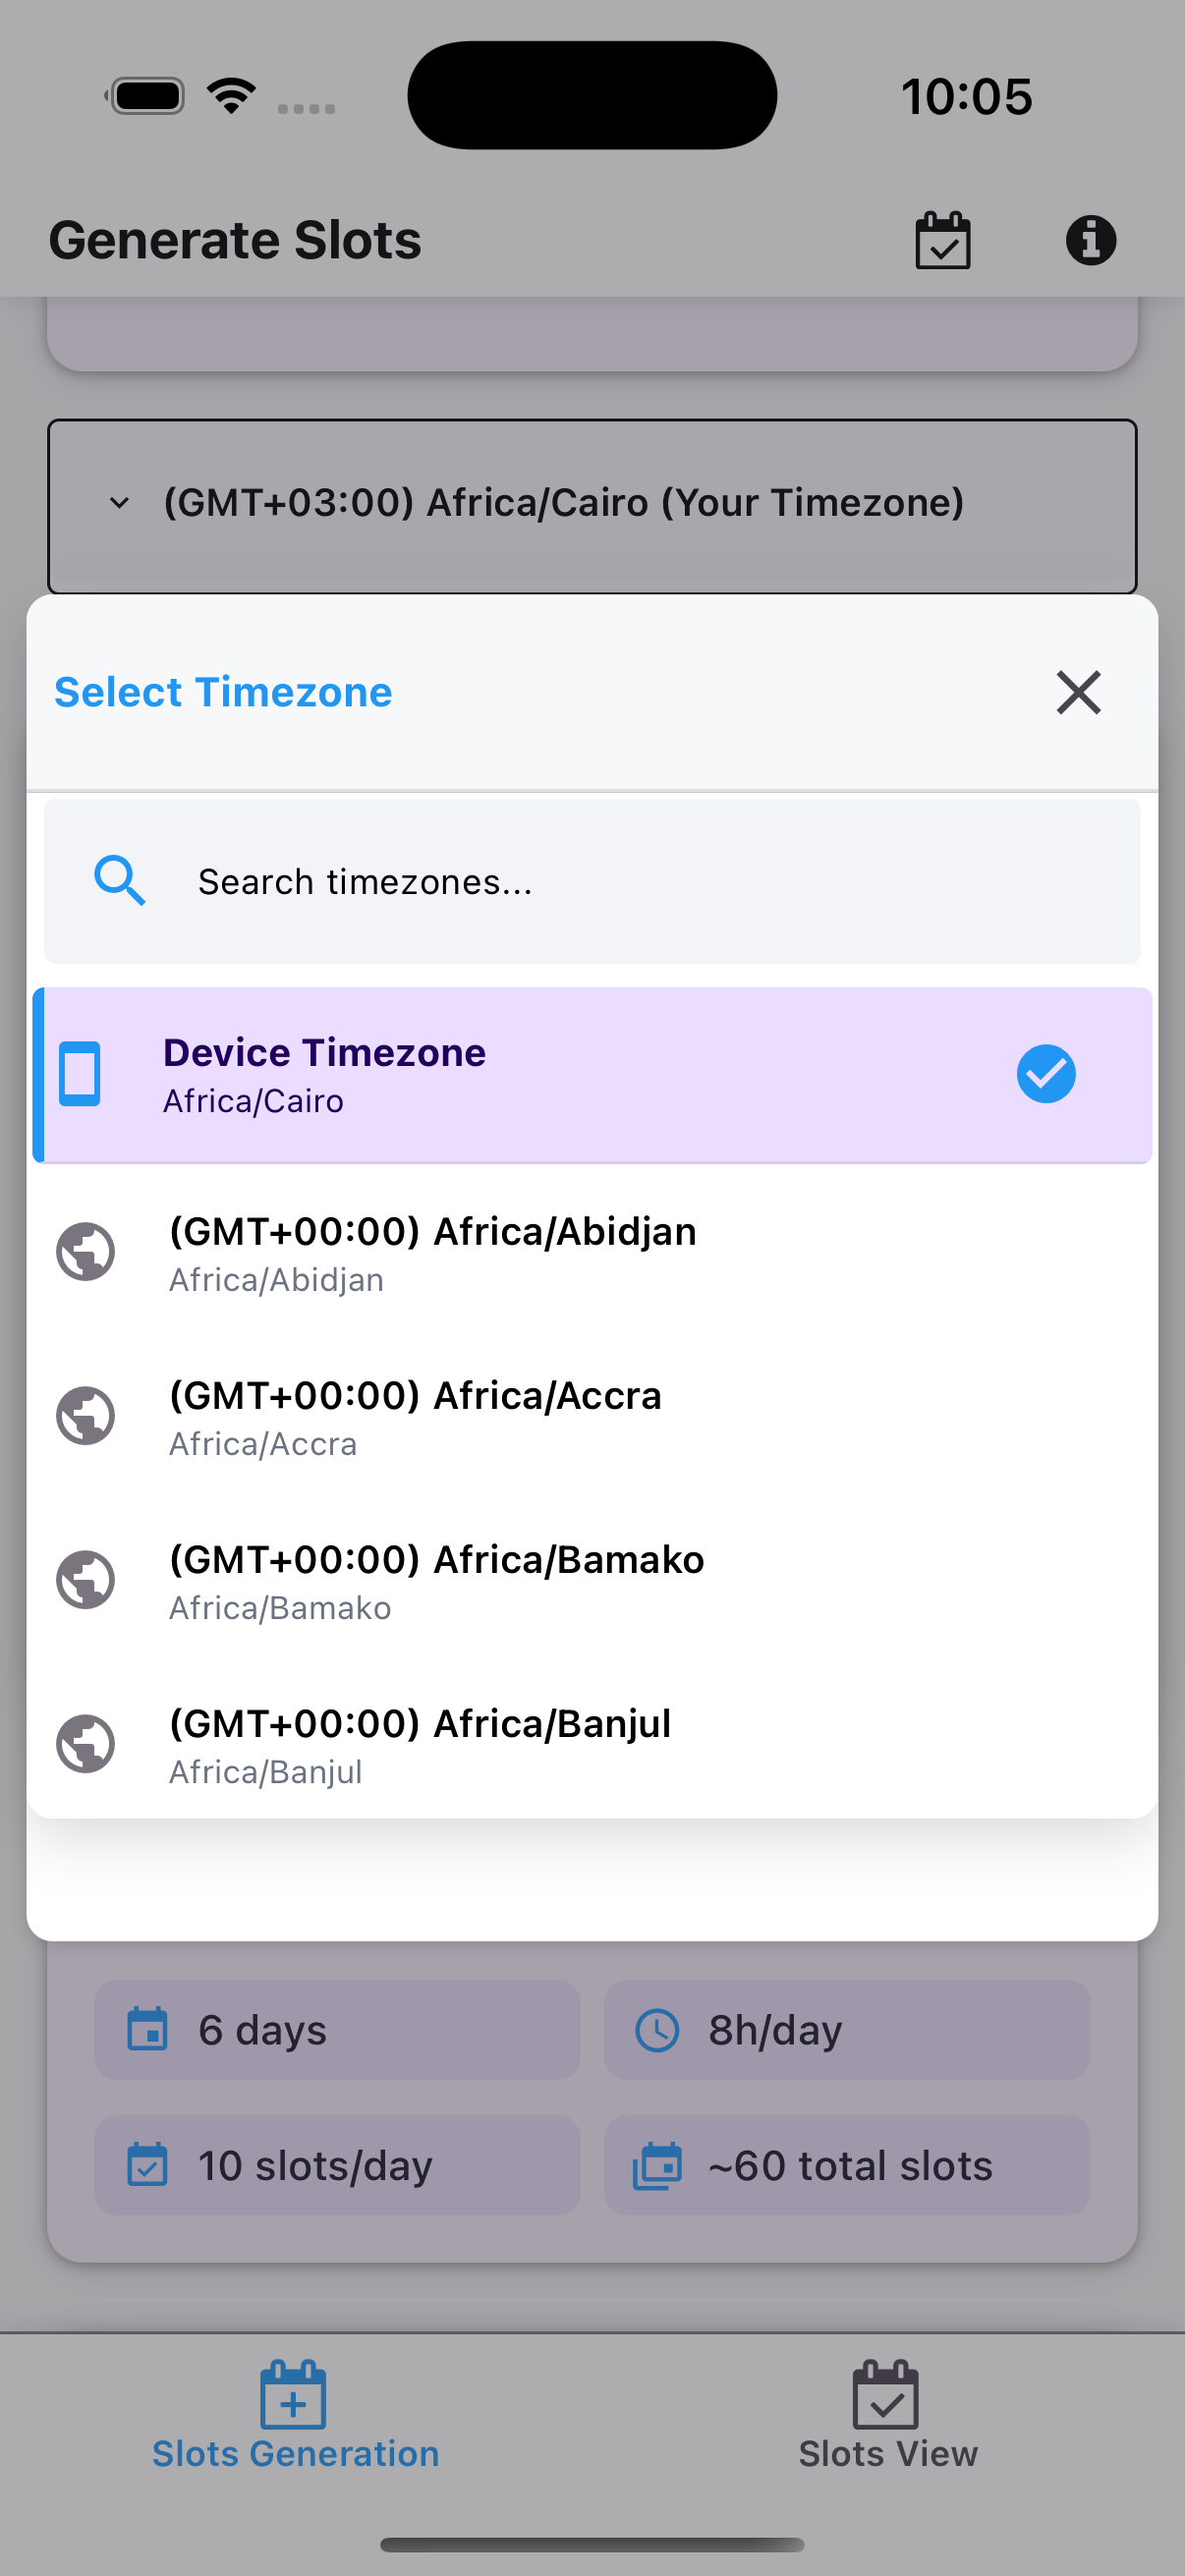 10:05
Generate Slots
(GMT+03:00) Africa/Cairo (Your Timezone)
Select Timezone
Search timezones...
Device Timezone
Africa/Cairo
(GMT+00:00) Africa/Abidjan
Africa/Abidjan
(GMT+00:00) Africa/Accra
Africa/Accra
(GMT+00:00) Africa/Bamako
Africa/Bamako
(GMT+00:00) Africa/Banjul
Africa/Banjul
6 days
8h/day
10 slots/day
~60 total slots
Slots Generation
Slots View